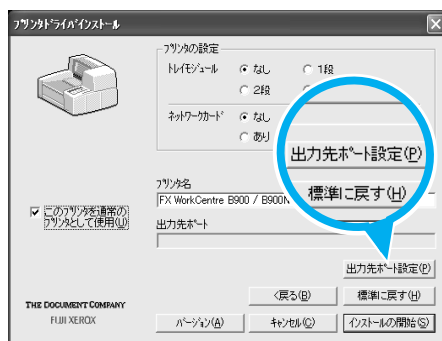 プリンタドライバインストール
プリンタの設定
トレイモジュール なし 1段
2段
ネットワークカード なし
あり
出力先ポート設定(P)
標準に戻す(H)
プリンタ名
FX WorkCentre B900 / B900N
このプリンタを通常の
プリンタとして使用(U)
出力先ポート
出力先ポート設定(P)
<戻る(B) 標準に戻す(H)
THE DOCUMENT COMPANY
FUJI XEROX
バージョン(A) キャンセル(C) インストールの開始(S)